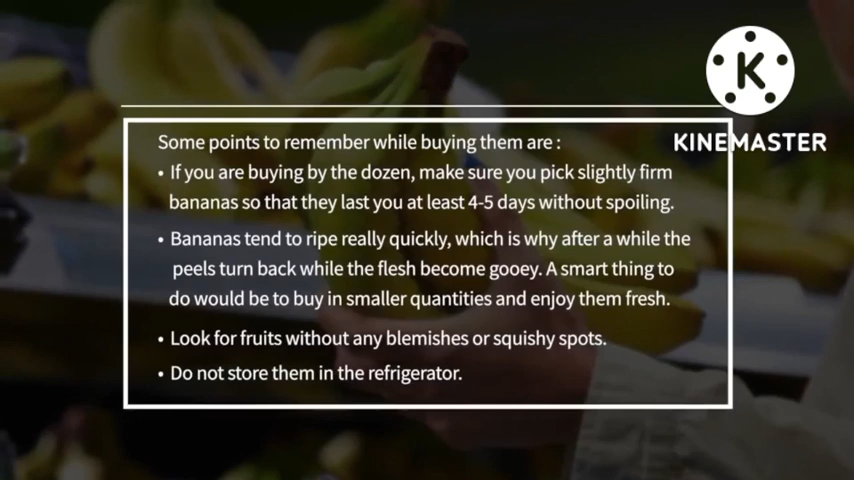 K
KINEMASTER
Some points to remember while buying them are :
• If you are buying by the dozen, make sure you pick slightly firm
bananas so that they last you at least 4-5 days without spoiling.
• Bananas tend to ripe really quickly, which is why after a while the
peels turn back while the flesh become gooey. A smart thing to
do would be to buy in smaller quantities and enjoy them fresh.
• Look for fruits without any blemishes or squishy spots.
• Do not store them in the refrigerator.